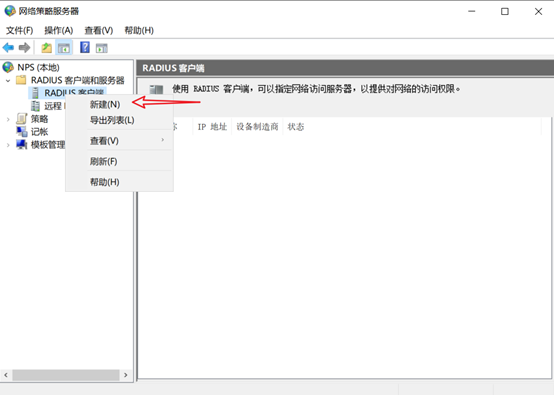 网络策略服务器
文件(F) 操作(A) 查看(V) 帮助(H)
NPS (本地)
RADIUS 客户端和服务器
RADIUS 客户端
远程
策略
记帐
模板管理
新建(N)
导出列表(L)
查看(V)
刷新(F)
帮助(H)
RADIUS 客户端
使用 RADIUS 客户端，可以指定网络访问服务器，以提供对网络的访问权限。
IP 地址 设备制造商 状态